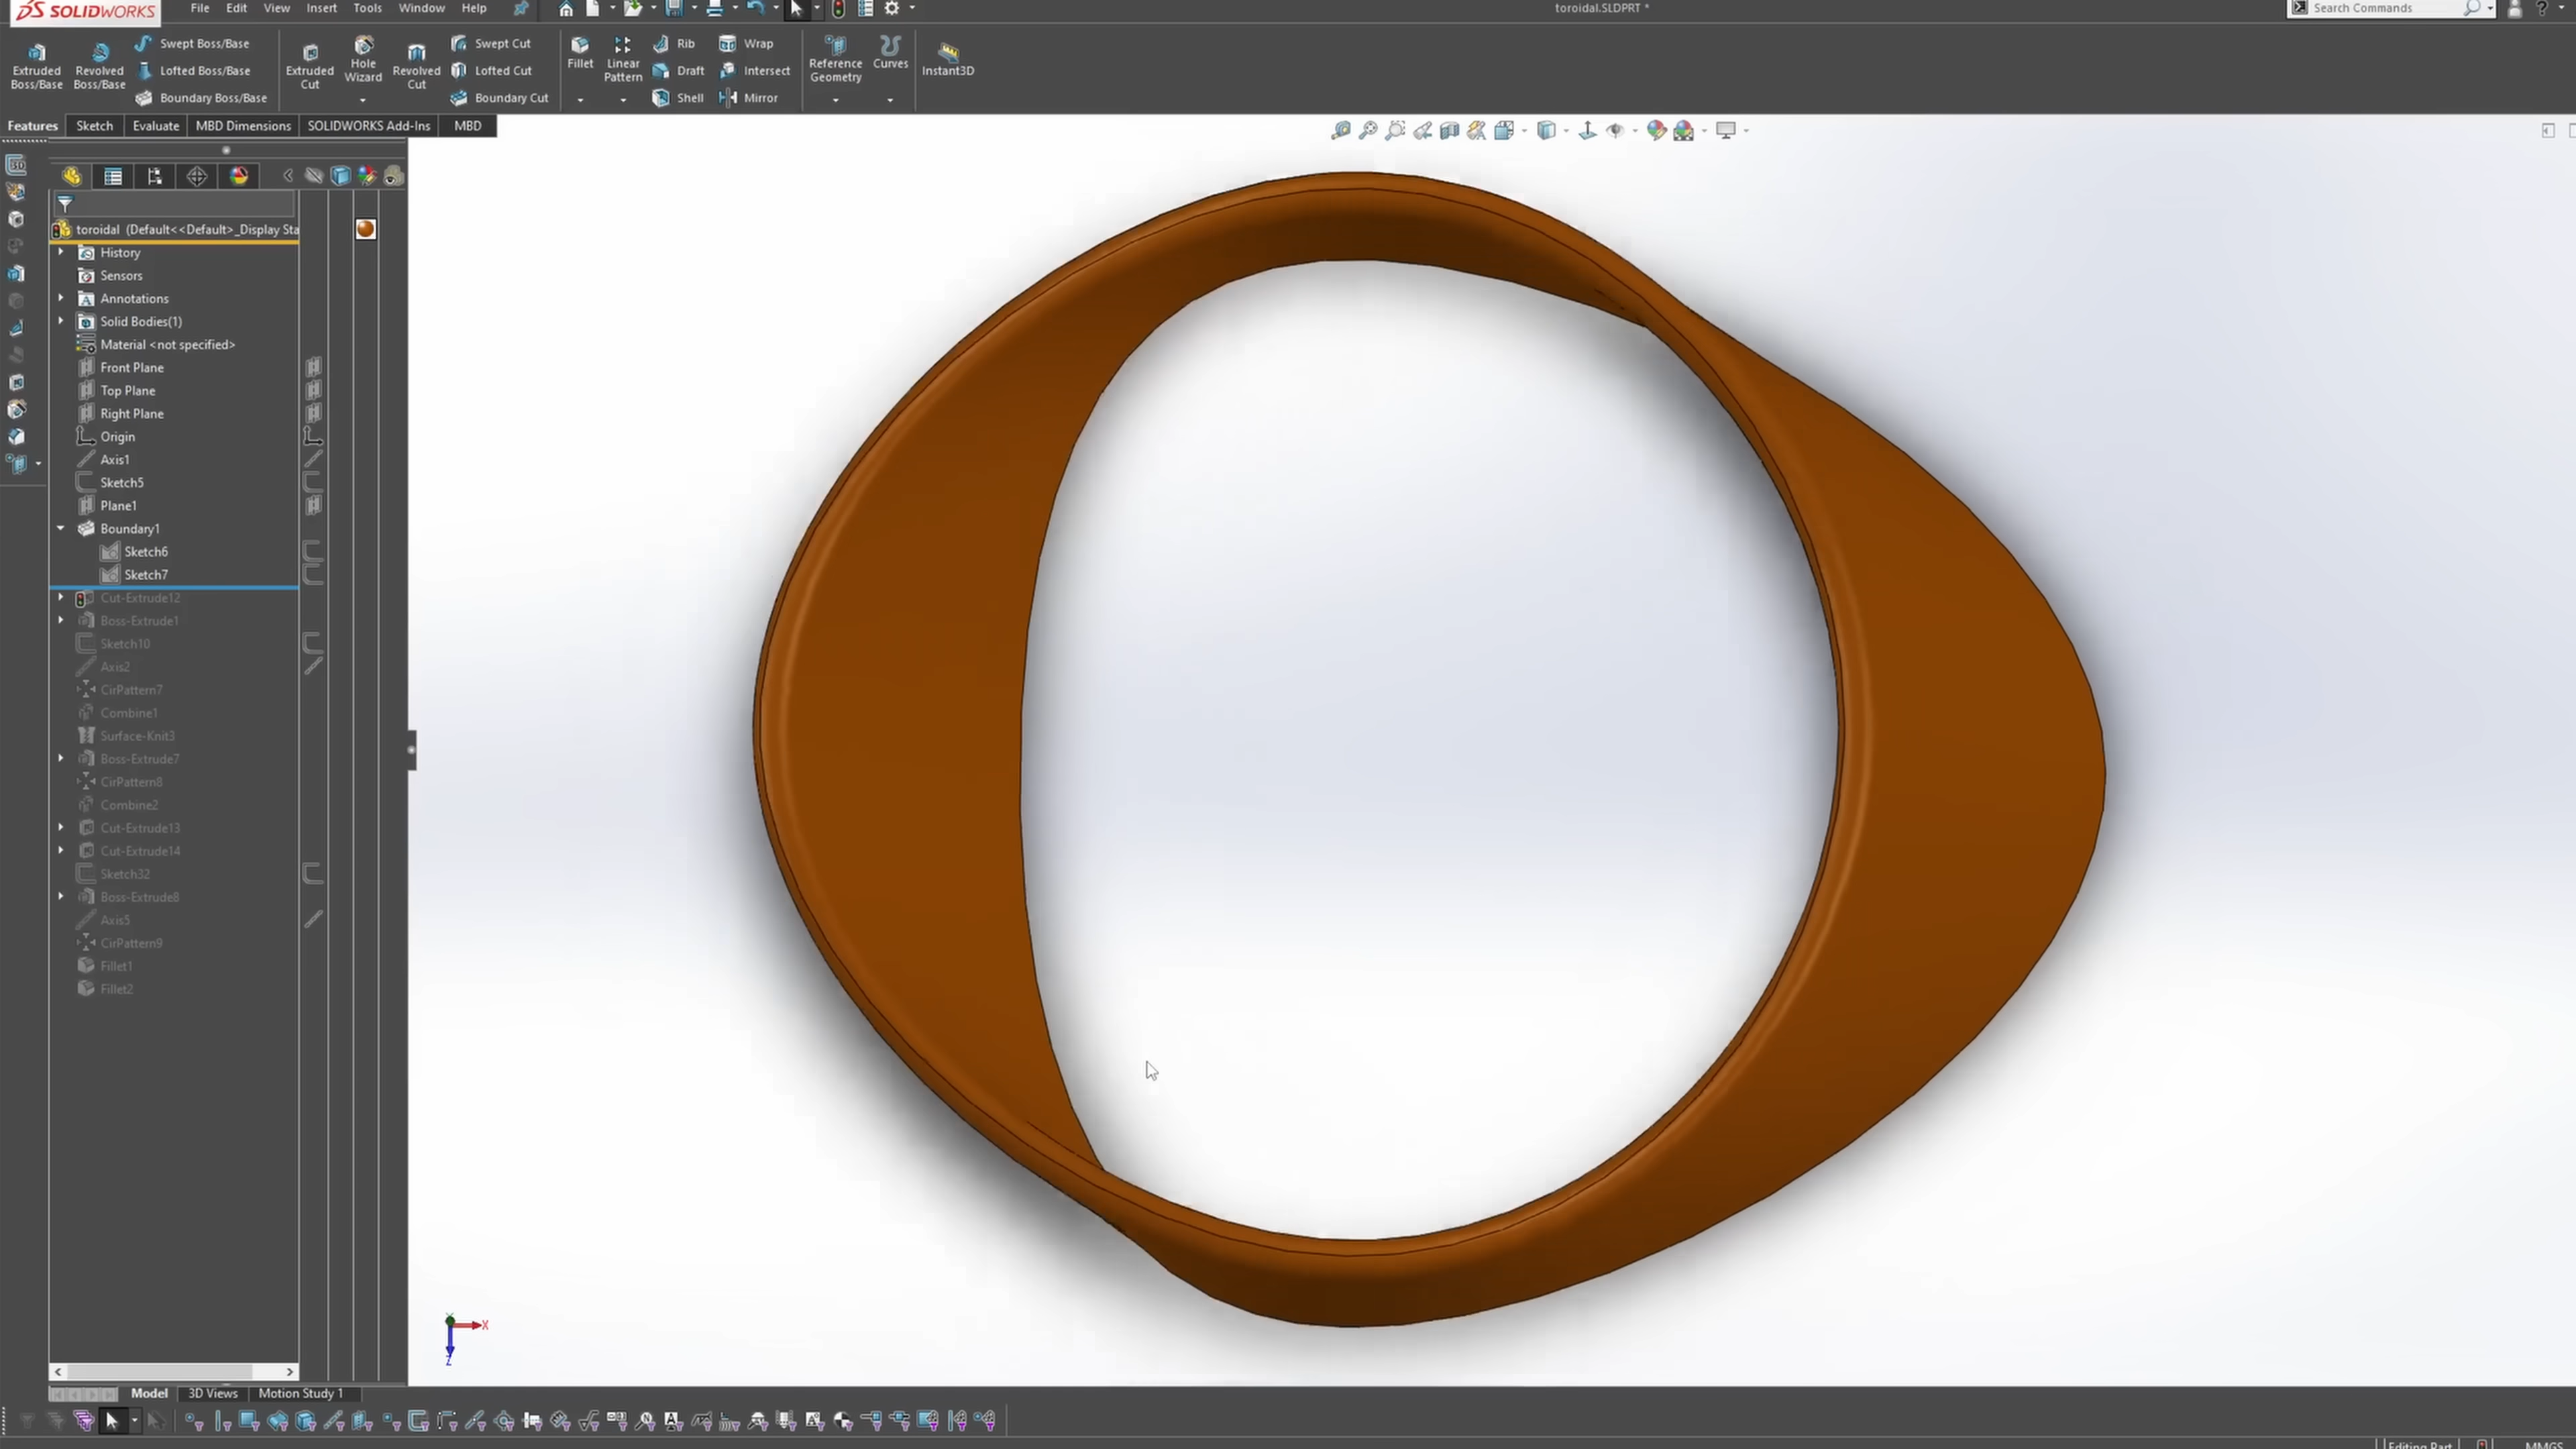 SOLIDWORKS File Edit View Insert Tools Window Help toroidal.SLDPRT * Search Commands
Extruded Boss/Base
Revolved Boss/Base
Swept Boss/Base
Lofted Boss/Base
Boundary Boss/Base
Extruded Cut
Hole Wizard
Revolved Cut
Swept Cut
Lofted Cut
Boundary Cut
Fillet
Linear Pattern
Rib
Draft
Shell
Wrap
Intersect
Mirror
Reference Geometry
Curves
Instant3D
Features Sketch Evaluate MBD Dimensions SOLIDWORKS Add-Ins MBD
toroidal (Default<<Default>_Display Sta
History
Sensors
Annotations
Solid Bodies(1)
Material <not specified>
Front Plane
Top Plane
Right Plane
Origin
Axis1
Sketch5
Plane1
Boundary1
Sketch6
Sketch7
Cut-Extrude12
Boss-Extrude1
Sketch10
Axis2
CirPattern7
Combine1
Surface-Knit3
Boss-Extrude7
CirPattern8
Combine2
Cut-Extrude13
Cut-Extrude14
Sketch32
Boss-Extrude8
Axis5
CirPattern9
Fillet1
Fillet2
X
Z
Model 3D Views Motion Study 1
Editing Part MMGS